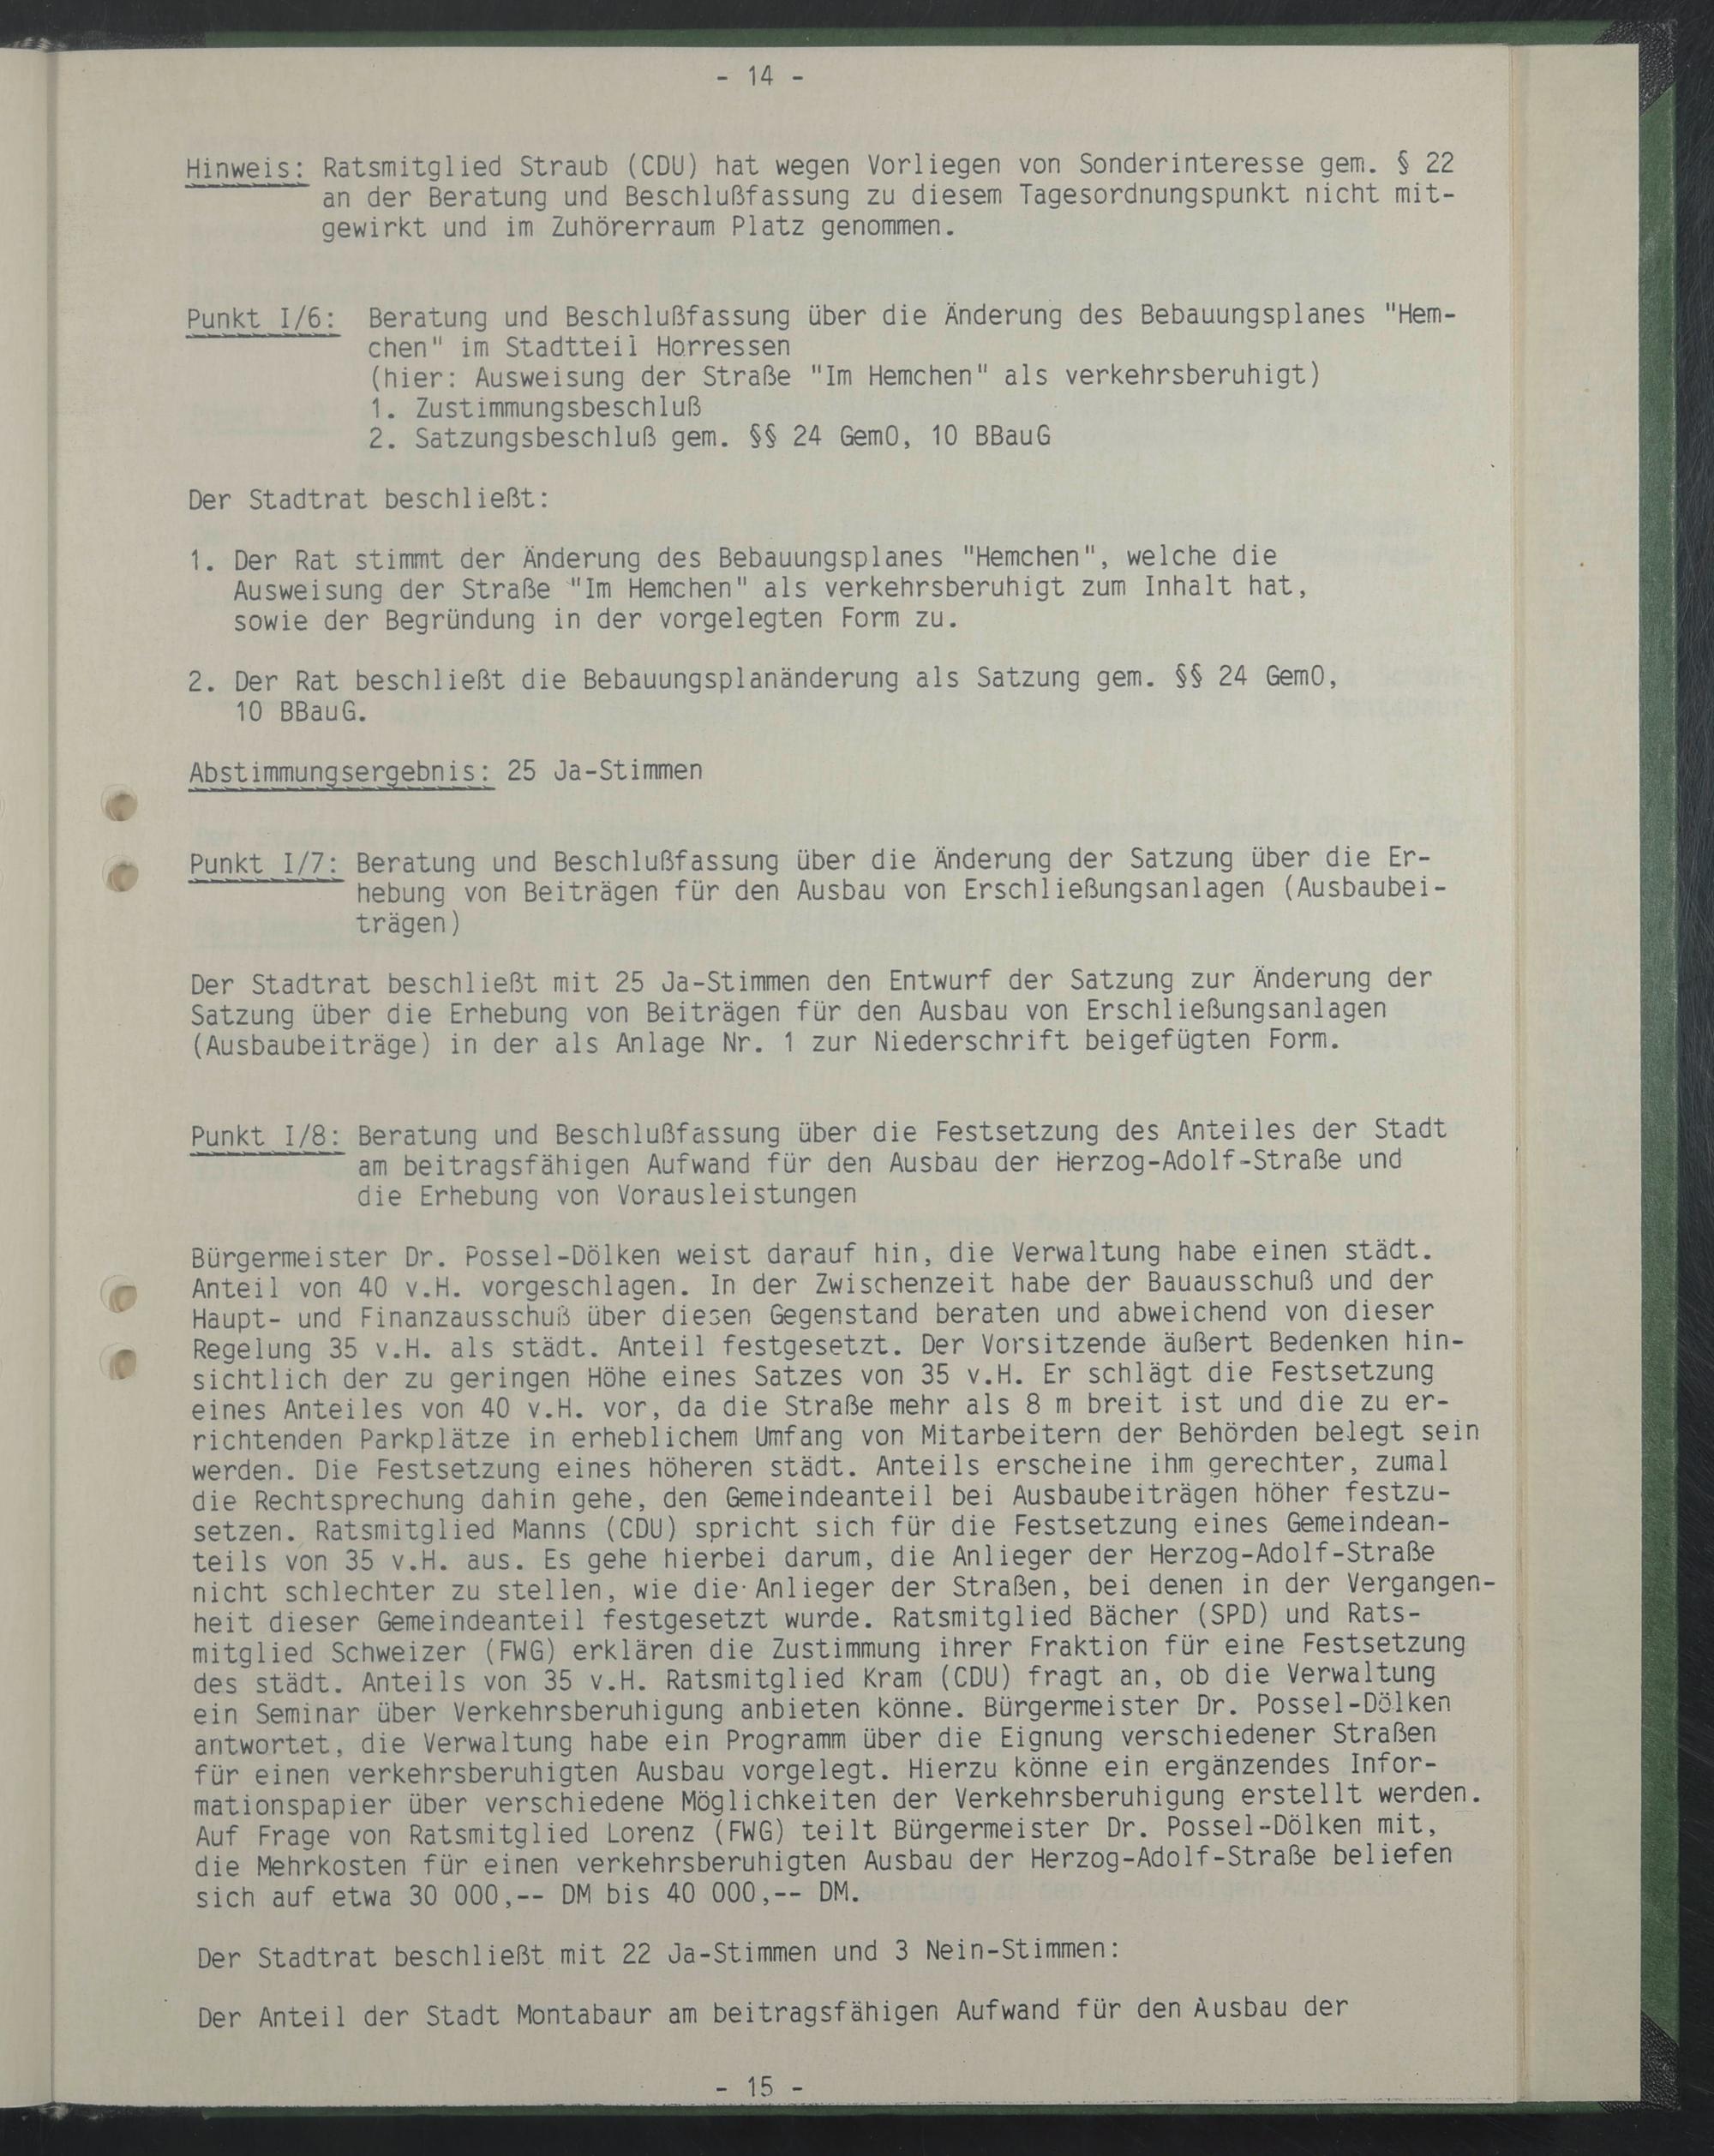 - 14 -
Hinweis: Ratsmitglied Straub (CDU) hat wegen Vorliegen von Sonderinteresse gem. § 22
an der Beratung und Beschlußfassung zu diesem Tagesordnungspunkt nicht mit-
gewirkt und im Zuhörerraum Platz genommen.
Punkt I/6: Beratung und Beschlußfassung über die Änderung des Bebauungsplanes "Hem-
chen" im Stadtteil Horressen
(hier: Ausweisung der Straße "Im Hemchen" als verkehrsberuhigt)
1. Zustimmungsbeschluß
2. Satzungsbeschluß gem. §§ 24 GemO, 10 BBauG
Der Stadtrat beschließt:
1. Der Rat stimmt der Änderung des Bebauungsplanes "Hemchen", welche die
Ausweisung der Straße "Im Hemchen" als verkehrsberuhigt zum Inhalt hat,
sowie der Begründung in der vorgelegten Form zu.
2. Der Rat beschließt die Bebauungsplanänderung als Satzung gem. §§ 24 GemO,
10 BBauG.
Abstimmungsergebnis: 25 Ja-Stimmen
Punkt I/7: Beratung und Beschlußfassung über die Änderung der Satzung über die Er-
hebung von Beiträgen für den Ausbau von Erschließungsanlagen (Ausbaubei-
trägen)
Der Stadtrat beschließt mit 25 Ja-Stimmen den Entwurf der Satzung zur Änderung der
Satzung über die Erhebung von Beiträgen für den Ausbau von Erschließungsanlagen
(Ausbaubeiträge) in der als Anlage Nr. 1 zur Niederschrift beigefügten Form.
Punkt I/8: Beratung und Beschlußfassung über die Festsetzung des Anteiles der Stadt
am beitragsfähigen Aufwand für den Ausbau der Herzog-Adolf-Straße und
die Erhebung von Vorausleistungen
Bürgermeister Dr. Possel-Dölken weist darauf hin, die Verwaltung habe einen städt.
Anteil von 40 v.H. vorgeschlagen. In der Zwischenzeit habe der Bauausschuß und der
Haupt- und Finanzausschuß über diesen Gegenstand beraten und abweichend von dieser
Regelung 35 v.H. als städt. Anteil festgesetzt. Der Vorsitzende äußert Bedenken hin-
sichtlich der zu geringen Höhe eines Satzes von 35 v.H. Er schlägt die Festsetzung
eines Anteiles von 40 v.H. vor, da die Straße mehr als 8 m breit ist und die zu er-
richtenden Parkplätze in erheblichem Umfang von Mitarbeitern der Behörden belegt sein
werden. Die Festsetzung eines höheren städt. Anteils erscheine ihm gerechter, zumal
die Rechtsprechung dahin gehe, den Gemeindeanteil bei Ausbaubeiträgen höher festzu-
setzen. Ratsmitglied Manns (CDU) spricht sich für die Festsetzung eines Gemeindean-
teils von 35 v.H. aus. Es gehe hierbei darum, die Anlieger der Herzog-Adolf-Straße
nicht schlechter zu stellen, wie die Anlieger der Straßen, bei denen in der Vergangen-
heit dieser Gemeindeanteil festgesetzt wurde. Ratsmitglied Bächer (SPD) und Rats-
mitglied Schweizer (FWG) erklären die Zustimmung ihrer Fraktion für eine Festsetzung
des städt. Anteils von 35 v.H. Ratsmitglied Kram (CDU) fragt an, ob die Verwaltung
ein Seminar über Verkehrsberuhigung anbieten könne. Bürgermeister Dr. Possel-Dölken
antwortet, die Verwaltung habe ein Programm über die Eignung verschiedener Straßen
für einen verkehrsberuhigten Ausbau vorgelegt. Hierzu könne ein ergänzendes Infor-
mationspapier über verschiedene Möglichkeiten der Verkehrsberuhigung erstellt werden.
Auf Frage von Ratsmitglied Lorenz (FWG) teilt Bürgermeister Dr. Possel-Dölken mit,
die Mehrkosten für einen verkehrsberuhigten Ausbau der Herzog-Adolf-Straße beliefen
sich auf etwa 30 000,-- DM bis 40 000,-- DM.
Der Stadtrat beschließt mit 22 Ja-Stimmen und 3 Nein-Stimmen:
Der Anteil der Stadt Montabaur am beitragsfähigen Aufwand für den Ausbau der
- 15 -